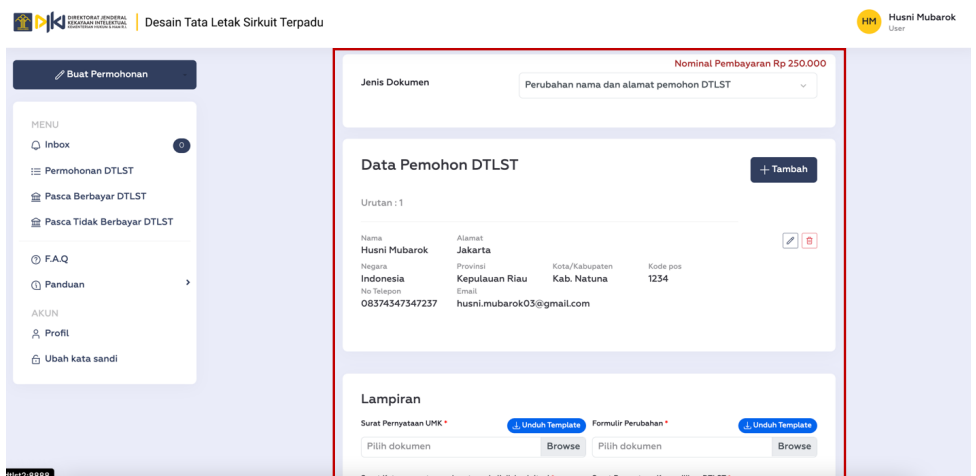 DIREKTORAT JENDERAL
KEKAYAAN INTELEKTUAL
Desain Tata Letak Sirkuit Terpadu
HM
Husni Mubarok
User
Buat Permohonan
MENU
Inbox
0
Permohonan DTLST
Pasca Berbayar DTLST
Pasca Tidak Berbayar DTLST
F.A.Q
Panduan
AKUN
Profil
Ubah kata sandi
Nominal Pembayaran Rp 250.000
Jenis Dokumen
Perubahan nama dan alamat pemohon DTLST
Data Pemohon DTLST
+ Tambah
Urutan : 1
Nama Alamat
Husni Mubarok Jakarta
Negara Provinsi Kota/Kabupaten Kode pos
Indonesia Kepulauan Riau Kab. Natuna 1234
No Telepon Email
08374347347237 husni.mubarok03@gmail.com
Lampiran
Surat Pernyataan UMK * Unduh Template Formulir Perubahan * Unduh Template
Pilih dokumen Browse Pilih dokumen Browse